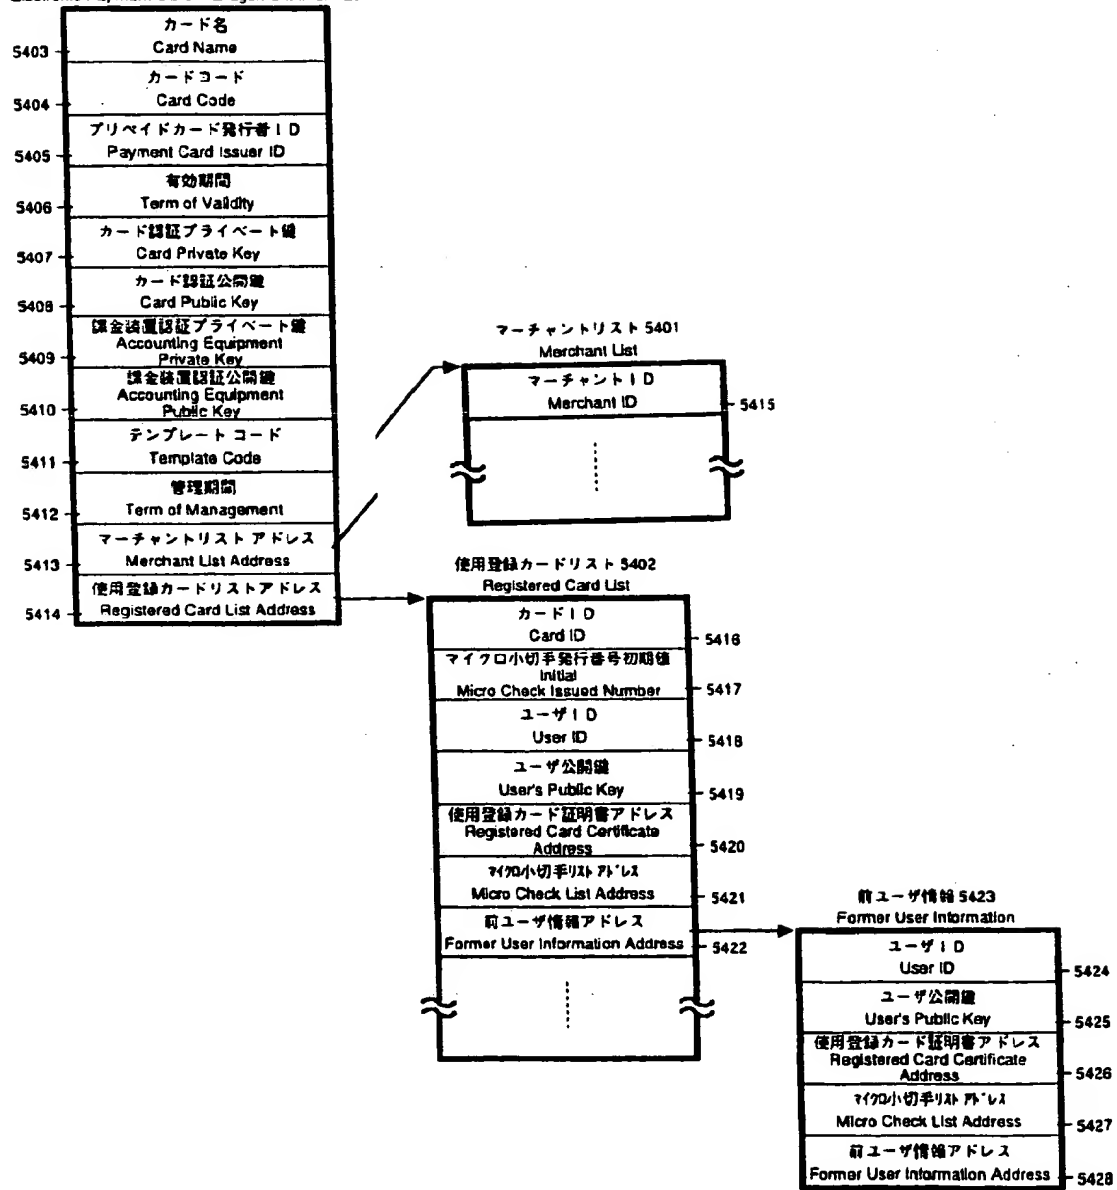 カード名
Card Name
5403
カードコード
Card Code
5404
プリペイドカード発行者ID
Payment Card Issuer ID
5405
有効期間
Term of Validity
5406
カード認証プライベート鍵
Card Private Key
5407
カード認証公開鍵
Card Public Key
5408
課金装置認証プライベート鍵
Accounting Equipment
Private Key
5409
課金装置認証公開鍵
Accounting Equipment
Public Key
5410
テンプレート コード
Template Code
5411
管理期間
Term of Management
5412
マーチャントリスト アドレス
Merchant List Address
5413
使用登録カードリストアドレス
Registered Card List Address
5414
マーチャントリスト 5401
Merchant List
マーチャントID
Merchant ID
5415
使用登録カードリスト 5402
Registered Card List
カードID
Card ID
5416
マイクロ小切手発行番号初期値
Initial
Micro Check Issued Number
5417
ユーザID
User ID
5418
ユーザ公開鍵
User's Public Key
5419
使用登録カード証明書アドレス
Registered Card Certificate
Address
5420
マイクロ小切手リスト アドレス
Micro Check List Address
5421
前ユーザ情報アドレス
Former User Information Address
5422
前ユーザ情報 5423
Former User Information
ユーザID
User ID
5424
ユーザ公開鍵
User's Public Key
5425
使用登録カード証明書アドレス
Registered Card Certificate
Address
5426
マイクロ小切手リスト アドレス
Micro Check List Address
5427
前ユーザ情報アドレス
Former User Information Address
5428